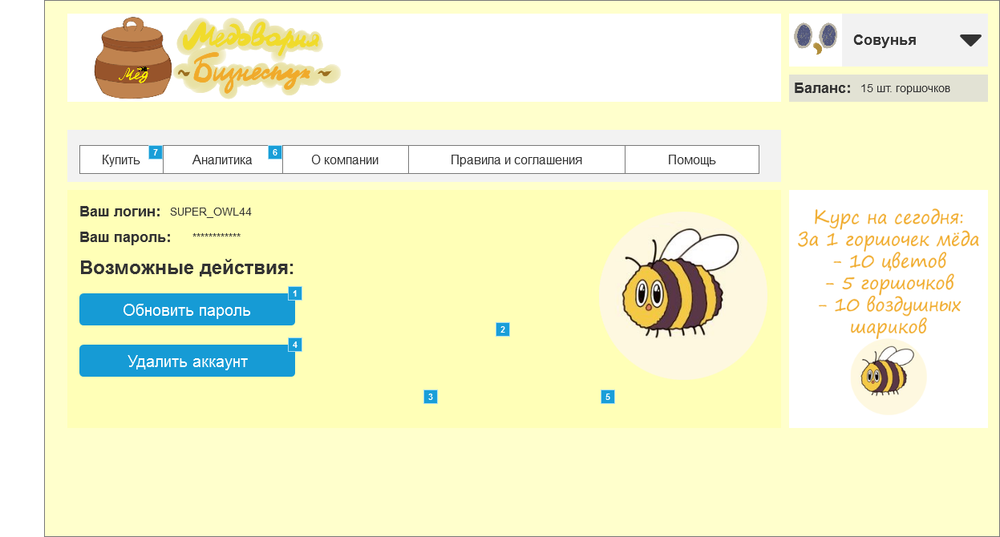 Медовария
~Бизнеспух~
Мёд
Совунья
Баланс: 15 шт. горшочков
Купить 7 Аналитика 6 О компании Правила и соглашения Помощь
Ваш логин: SUPER_OWL44
Ваш пароль: ************
Возможные действия:
1
Обновить пароль
2
4
Удалить аккаунт
3 5
Курс на сегодня:
За 1 горшочек мёда
- 10 цветов
- 5 горшочков
- 10 воздушных
шариков